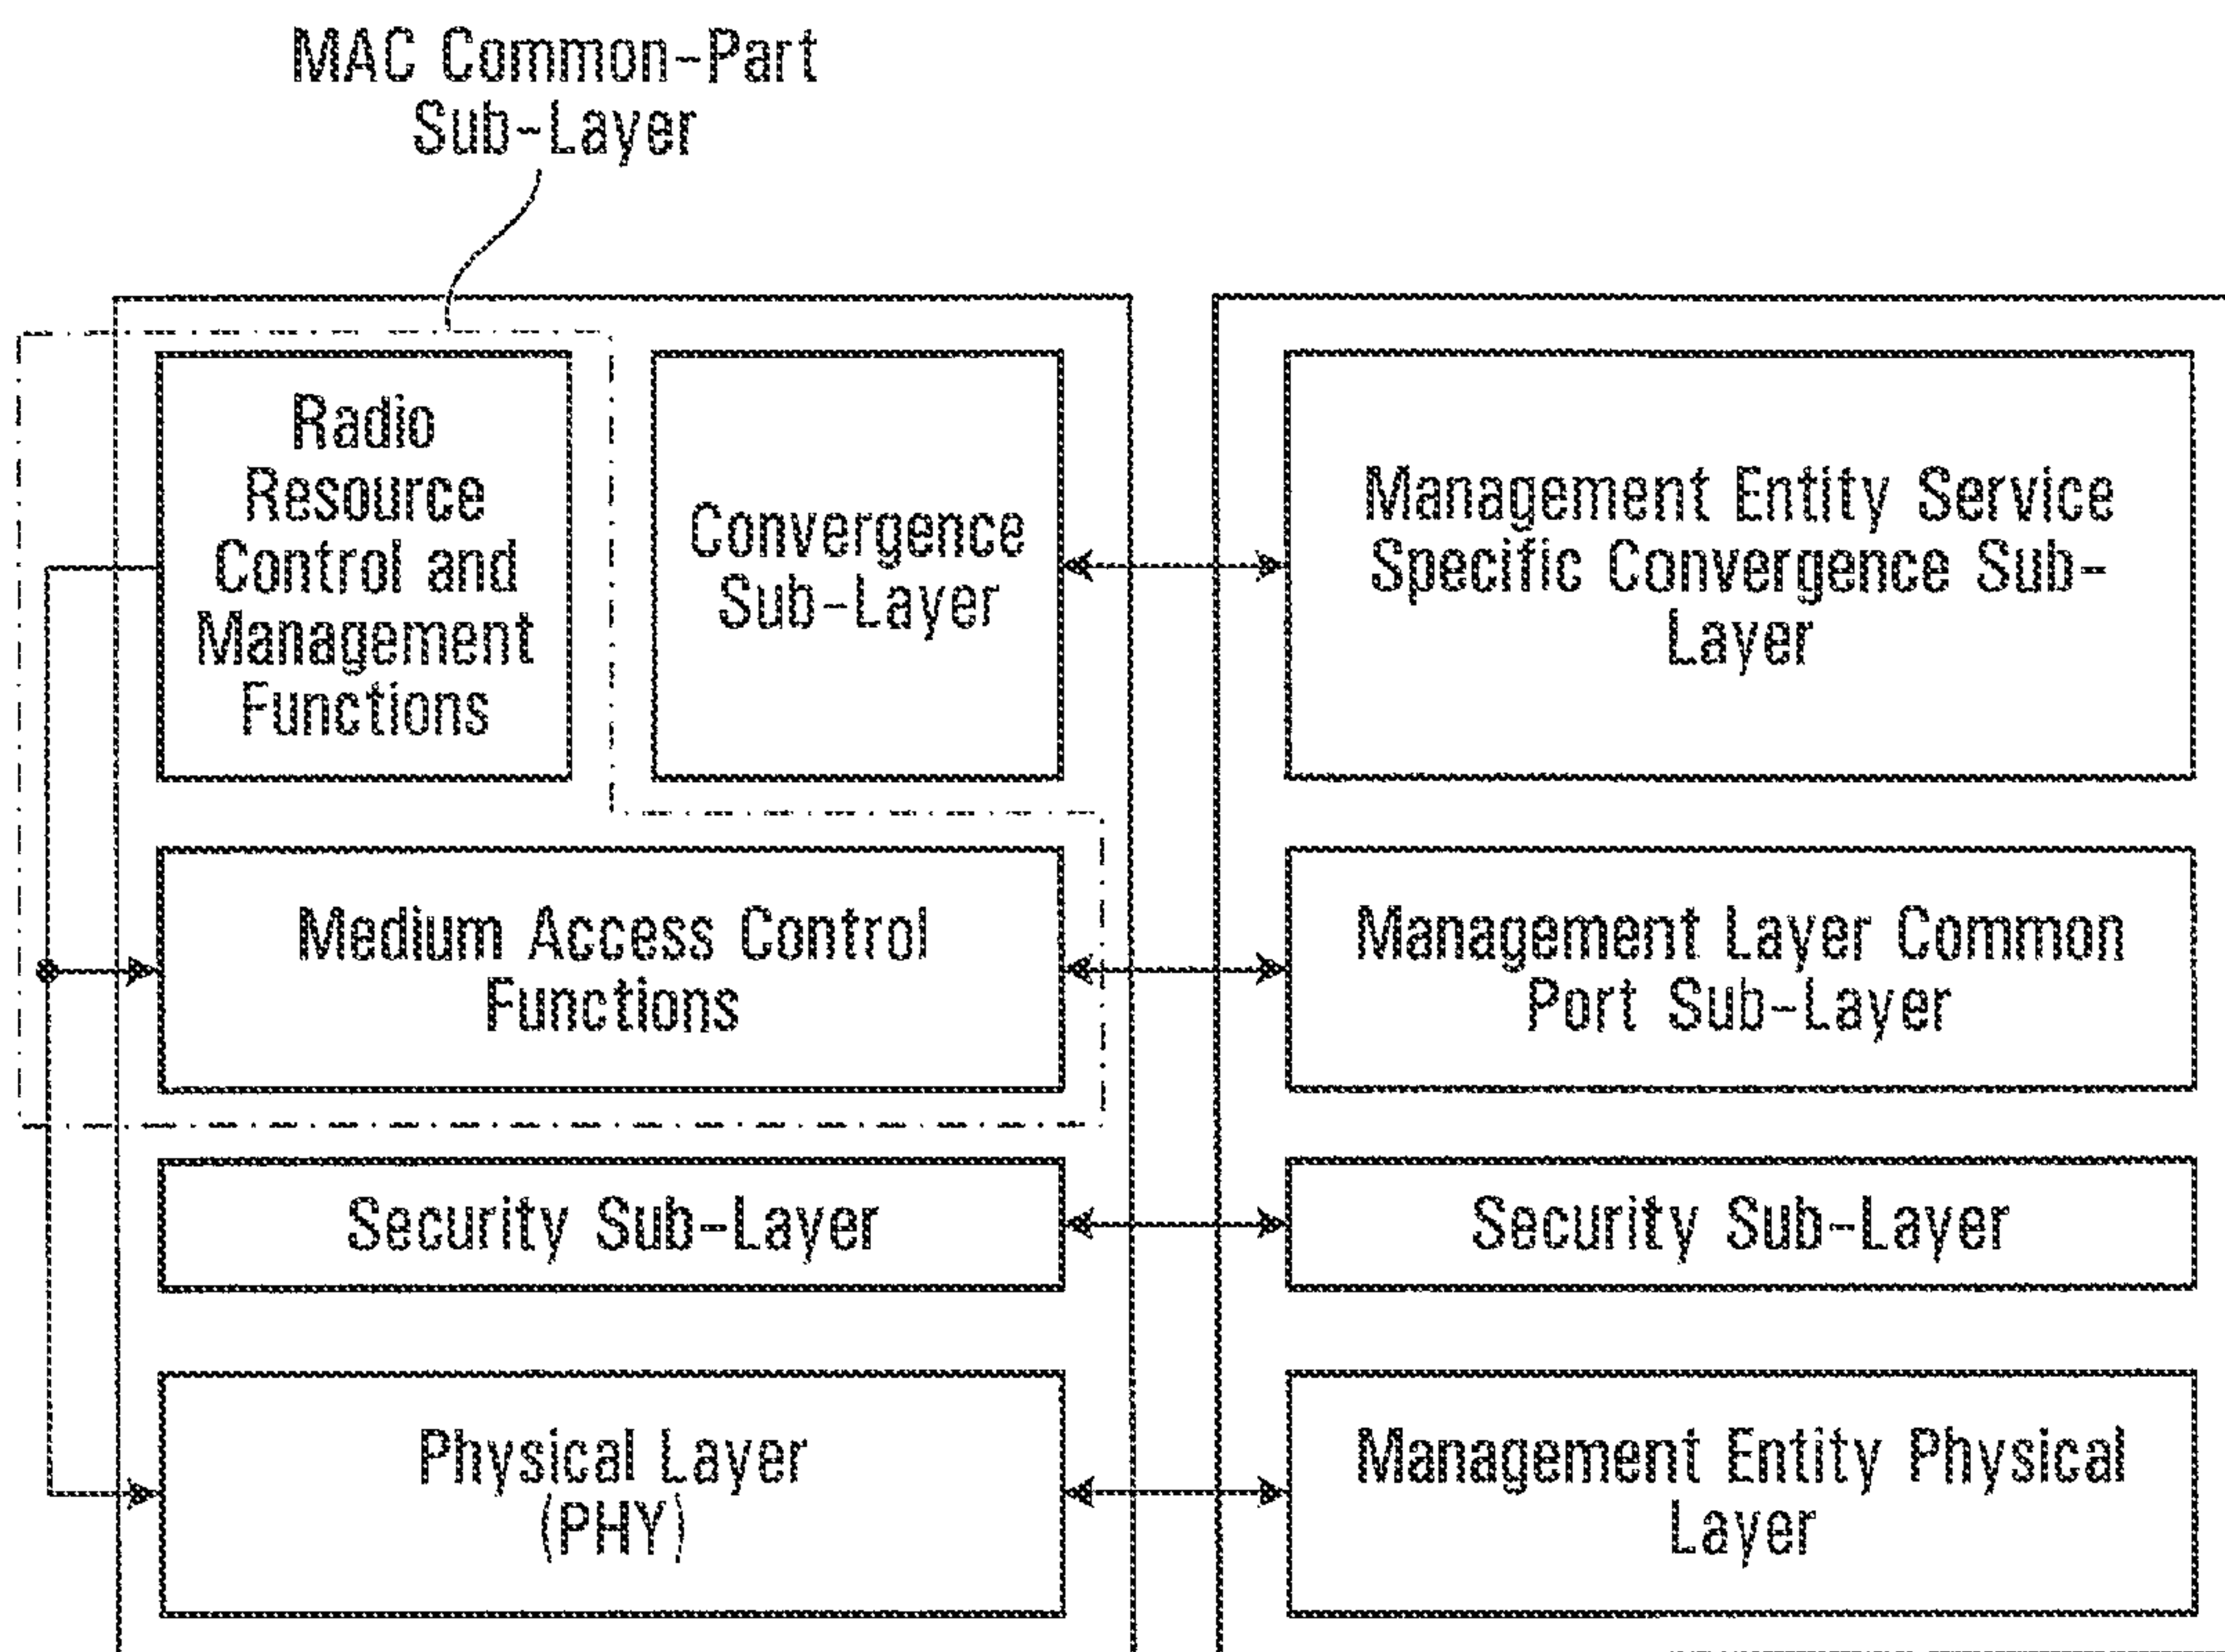 MAC Common-Part
Sub-Layer
Radio
Resource
Control and
Management
Functions
Convergence
Sub-Layer
Management Entity Service
Specific Convergence Sub-
Layer
Medium Access Control
Functions
Management Layer Common
Port Sub-Layer
Security Sub-Layer
Security Sub-Layer
Physical Layer
(PHY)
Management Entity Physical
Layer